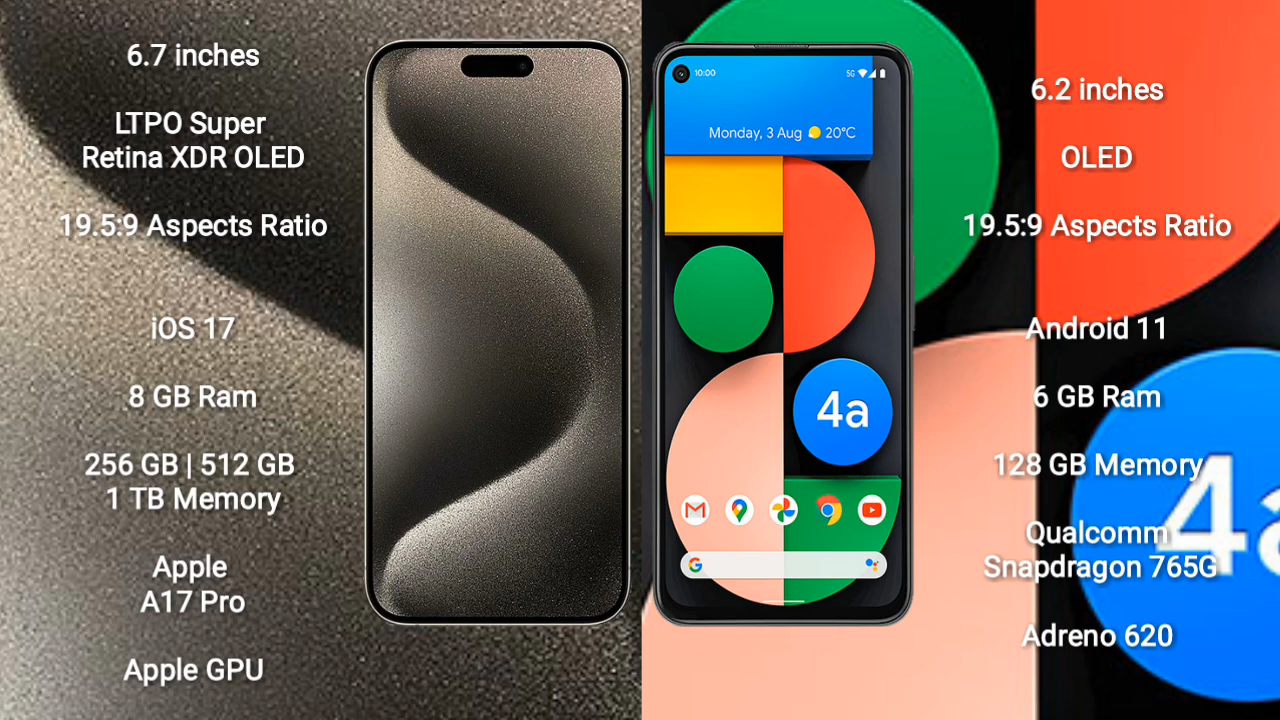 6.7 inches
LTPO Super
Retina XDR OLED
19.5:9 Aspects Ratio
iOS 17
8 GB Ram
256 GB | 512 GB
1 TB Memory
Apple
A17 Pro
Apple GPU
10:00
5G
Monday, 3 Aug 20°C
4a
6.2 inches
OLED
19.5:9 Aspects Ratio
Android 11
6 GB Ram
128 GB Memory
Qualcomm
Snapdragon 765G
Adreno 620
4a